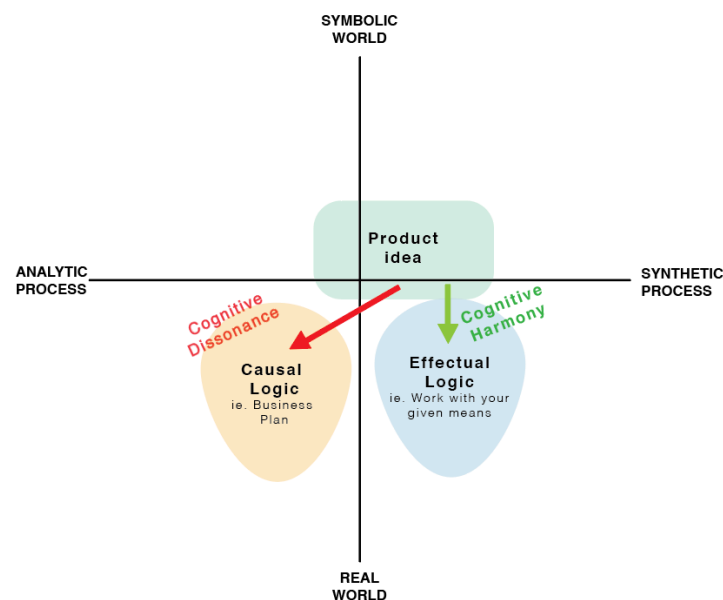 SYMBOLIC
WORLD
Product
idea
ANALYTIC
PROCESS
SYNTHETIC
PROCESS
Cognitive
Dissonance
Cognitive
Harmony
Causal
Logic
ie. Business
Plan
Effectual
Logic
ie. Work with your
given means
REAL
WORLD